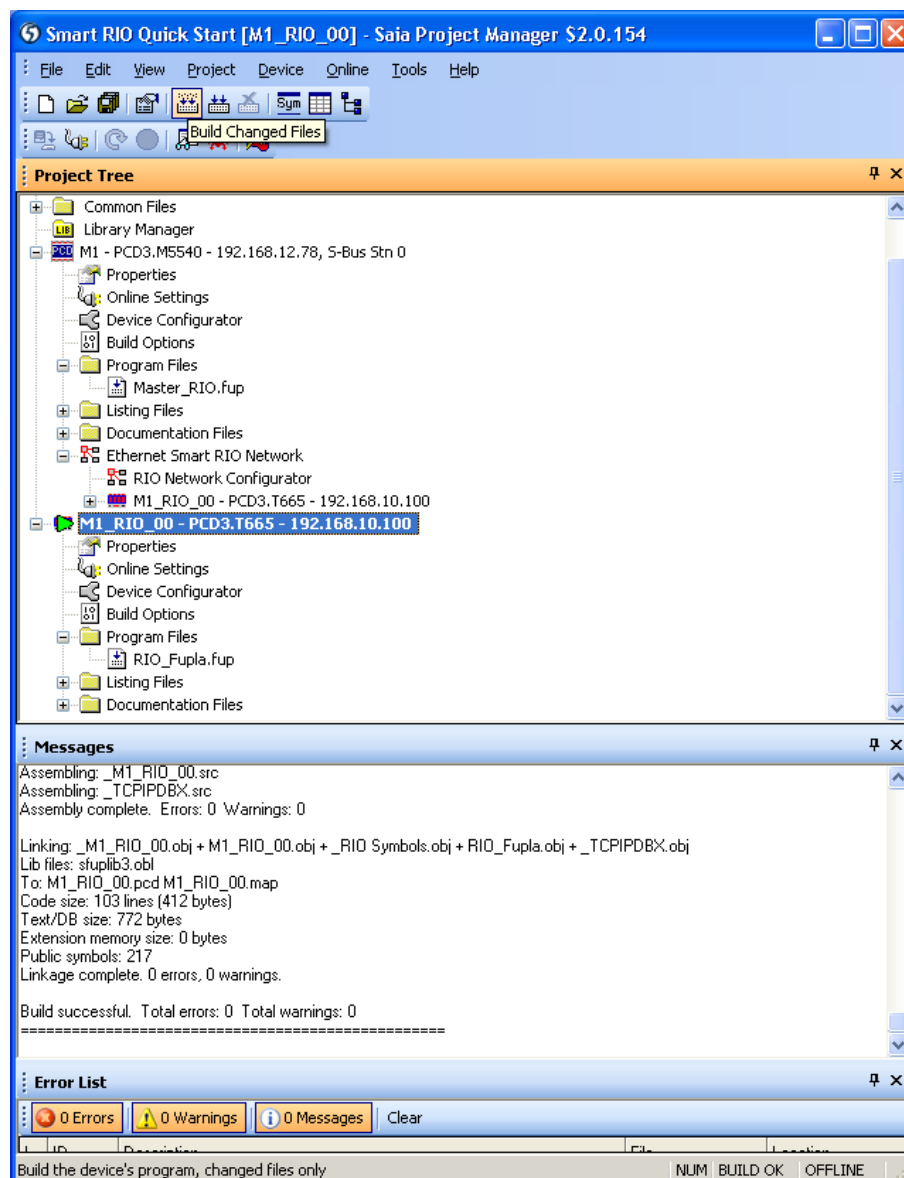 Smart RIO Quick Start [M1_RIO_00] - Saia Project Manager $2.0.154
File Edit View Project Device Online Tools Help
Sym
Build Changed Files
Project Tree
Common Files
LIB Library Manager
PCD M1 - PCD3.M5540 - 192.168.12.78, S-Bus Stn 0
Properties
Online Settings
Device Configurator
Build Options
Program Files
Master_RIO.fup
Listing Files
Documentation Files
Ethernet Smart RIO Network
RIO Network Configurator
M1_RIO_00 - PCD3.T665 - 192.168.10.100
M1_RIO_00 - PCD3.T665 - 192.168.10.100
Properties
Online Settings
Device Configurator
Build Options
Program Files
RIO_Fupla.fup
Listing Files
Documentation Files
Messages
Assembling: _M1_RIO_00.src
Assembling: _TCPIPDBX.src
Assembly complete. Errors: 0 Warnings: 0
Linking: _M1_RIO_00.obj + M1_RIO_00.obj + _RIO Symbols.obj + RIO_Fupla.obj + _TCPIPDBX.obj
Lib files: sfuplib3.obl
To: M1_RIO_00.pcd M1_RIO_00.map
Code size: 103 lines (412 bytes)
Text/DB size: 772 bytes
Extension memory size: 0 bytes
Public symbols: 217
Linkage complete. 0 errors, 0 warnings.
Build successful. Total errors: 0 Total warnings: 0
==================================================
Error List
0 Errors 0 Warnings 0 Messages Clear
Build the device's program, changed files only NUM BUILD OK OFFLINE